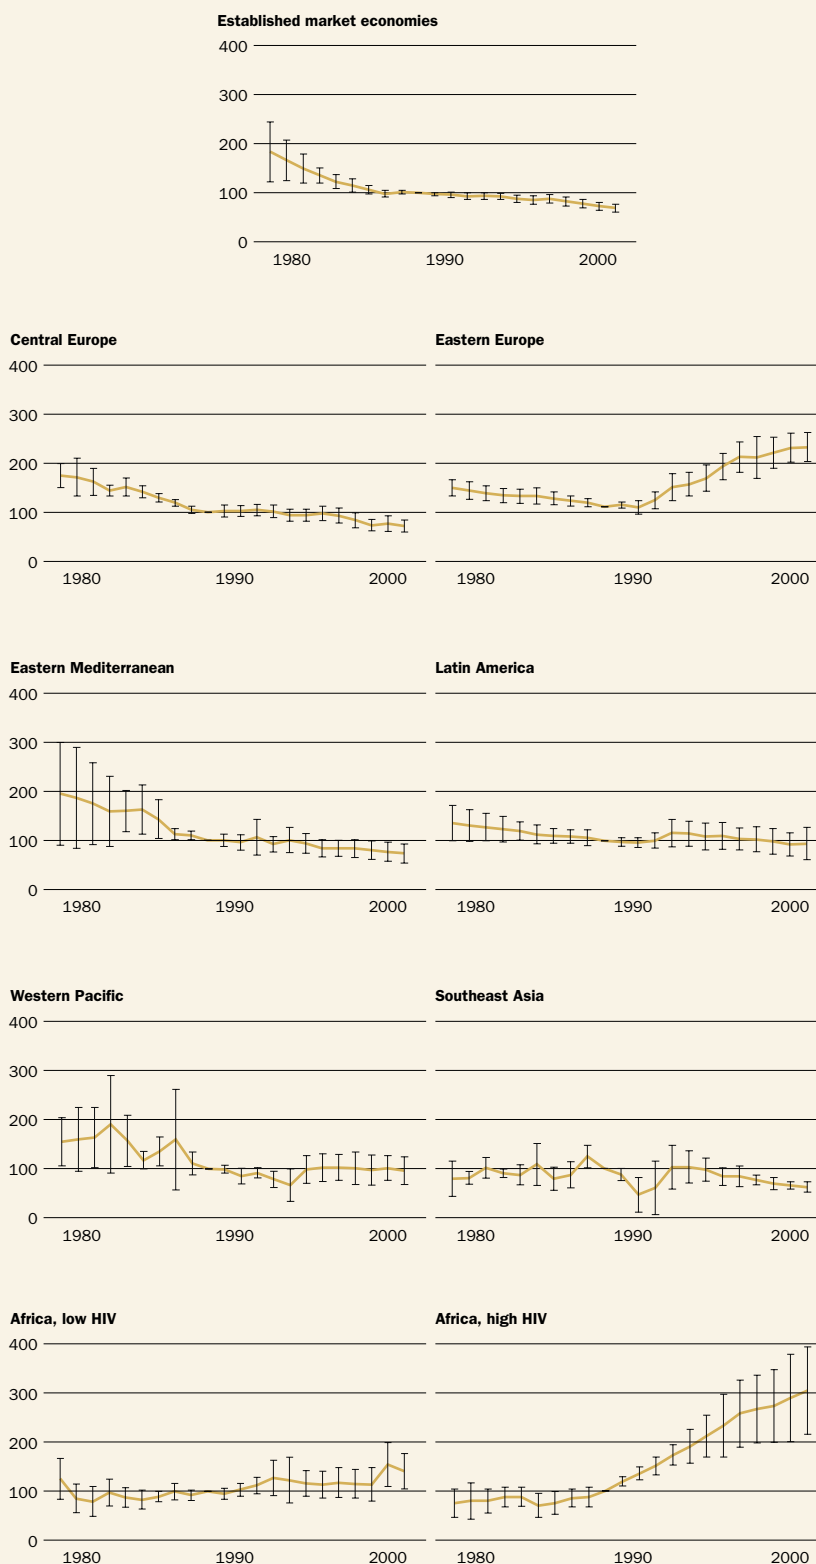 Established market economies
400
300
200
100
0
1980 1990 2000
Central Europe Eastern Europe
400
300
200
100
0
1980 1990 2000 1980 1990 2000
Eastern Mediterranean Latin America
400
300
200
100
0
1980 1990 2000 1980 1990 2000
Western Pacific Southeast Asia
400
300
200
100
0
1980 1990 2000 1980 1990 2000
Africa, low HIV Africa, high HIV
400
300
200
100
0
1980 1990 2000 1980 1990 2000